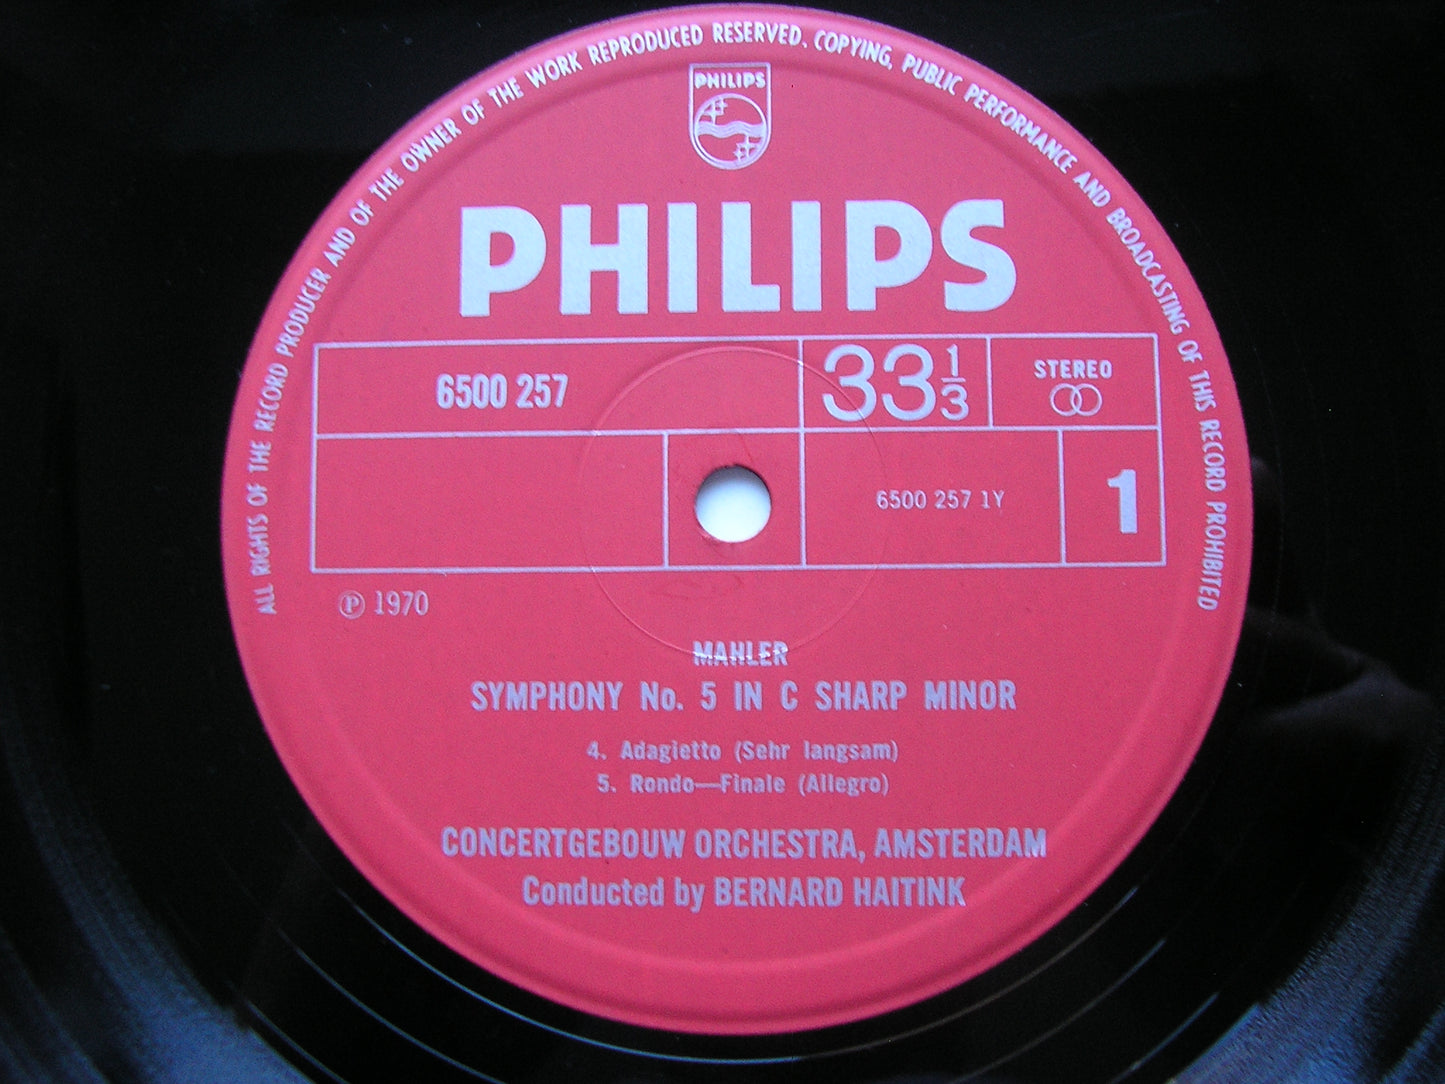 ALL RIGHTS OF THE RECORD PRODUCER AND OF THE OWNER OF THE WORK REPRODUCED RESERVED. COPYING, PUBLIC PERFORMANCE AND BROADCASTING OF THIS RECORD PROHIBITED
PHILIPS
PHILIPS
6500 257
33 1/3
STEREO
6500 257 1Y
1
Ⓟ 1970
MAHLER
SYMPHONY No. 5 IN C SHARP MINOR
4. Adagietto (Sehr langsam)
5. Rondo—Finale (Allegro)
CONCERTGEBOUW ORCHESTRA, AMSTERDAM
Conducted by BERNARD HAITINK